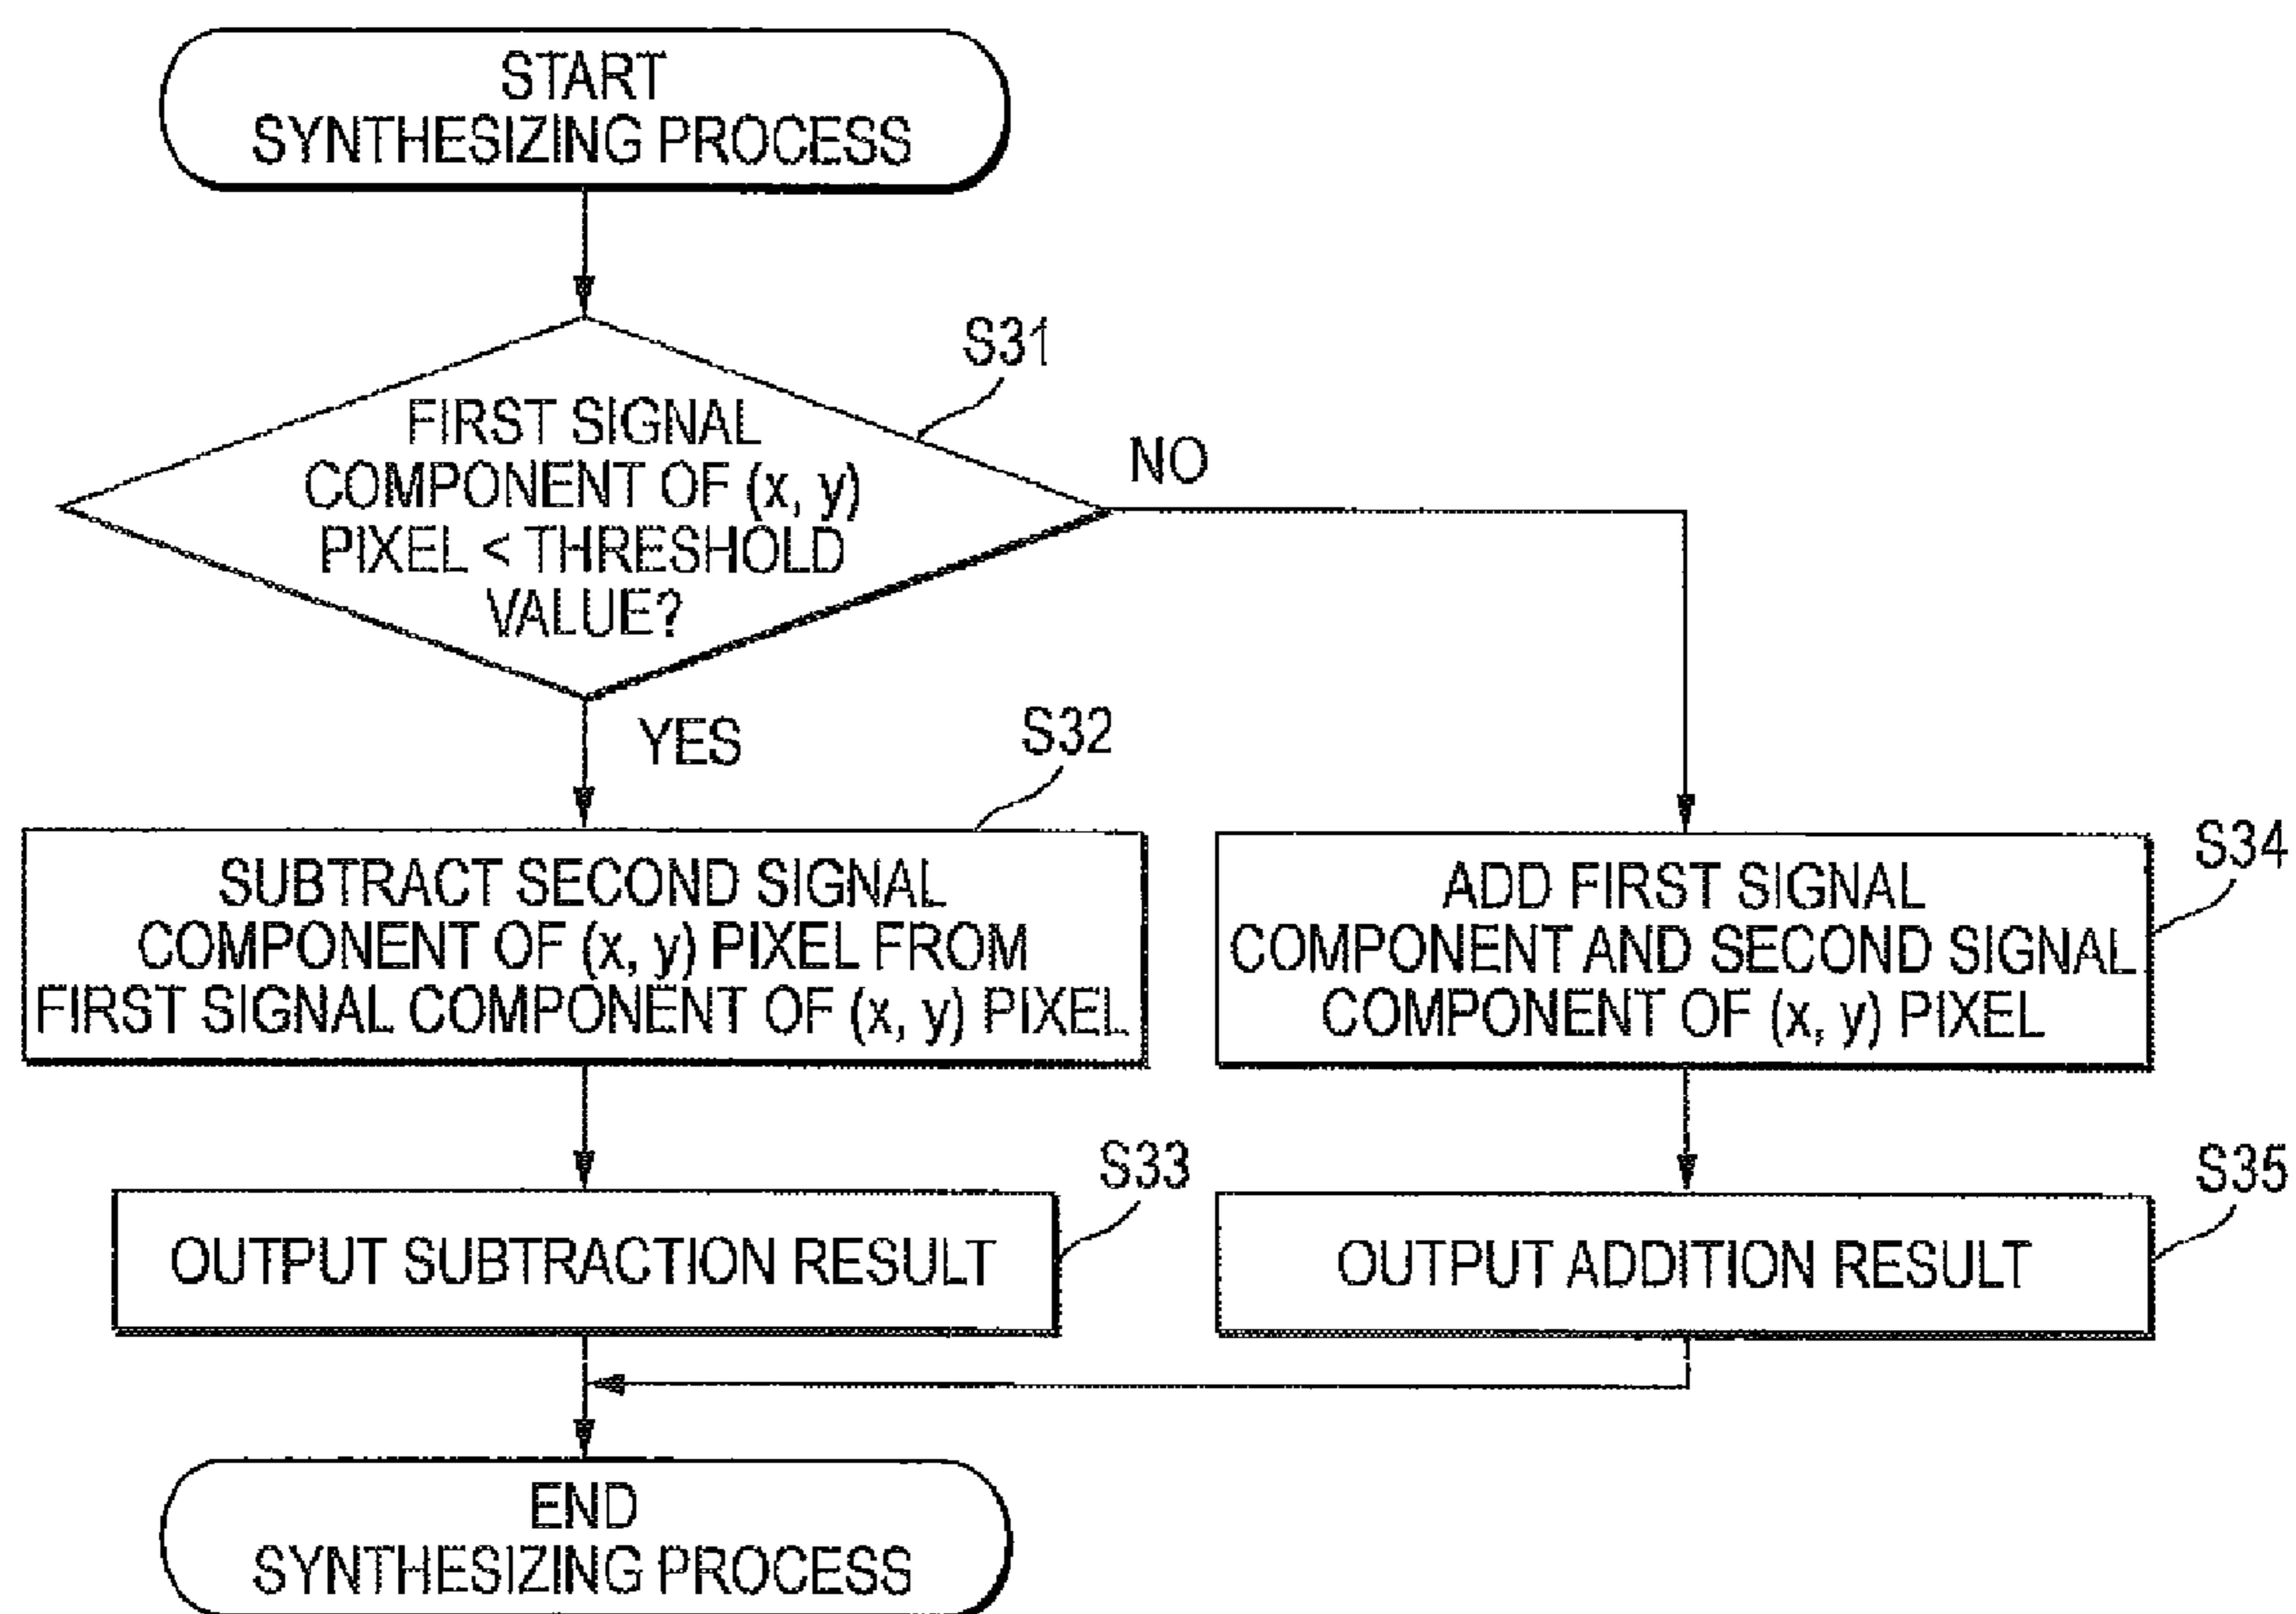 START
SYNTHESIZING PROCESS
S31
FIRST SIGNAL
COMPONENT OF (x, y)
PIXEL < THRESHOLD
VALUE?
NO
YES
S32
SUBTRACT SECOND SIGNAL
COMPONENT OF (x, y) PIXEL FROM
FIRST SIGNAL COMPONENT OF (x, y) PIXEL
S34
ADD FIRST SIGNAL
COMPONENT AND SECOND SIGNAL
COMPONENT OF (x, y) PIXEL
S33
OUTPUT SUBTRACTION RESULT
S35
OUTPUT ADDITION RESULT
END
SYNTHESIZING PROCESS